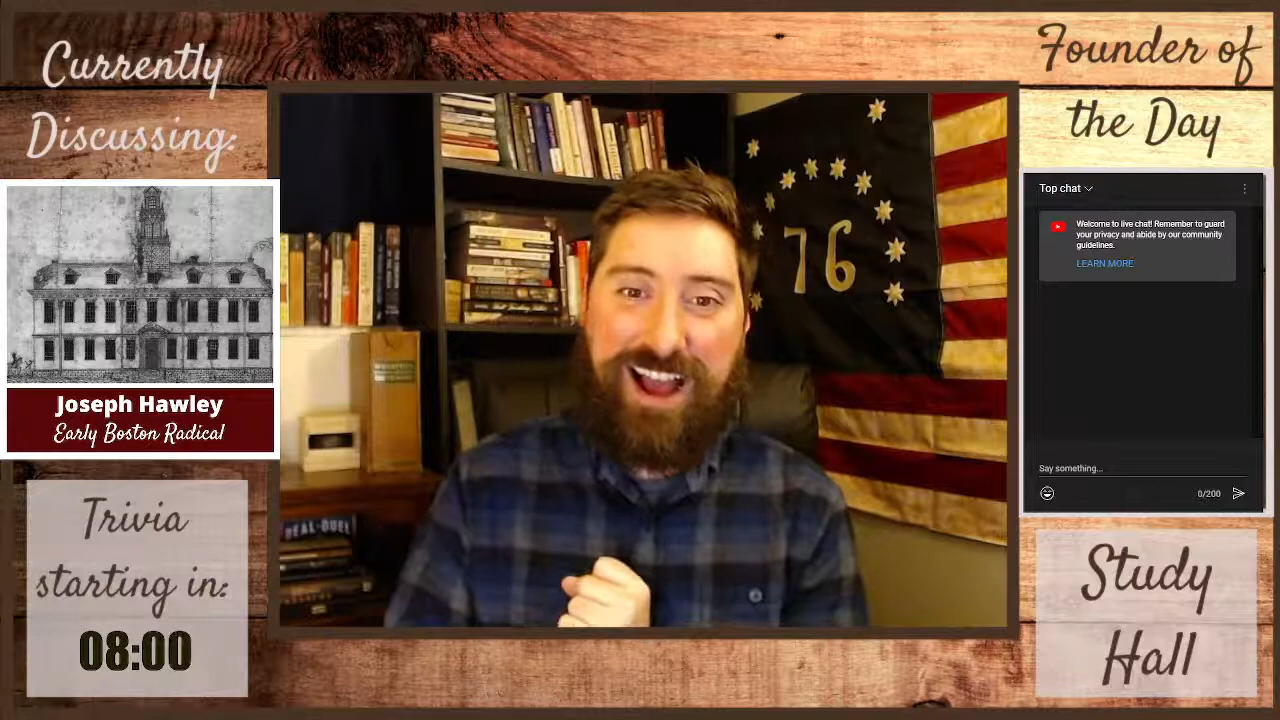 Currently
Discussing:
Joseph Hawley
Early Boston Radical
Trivia
starting in:
08:00
76
Founder of
the Day
Top chat
Welcome to live chat! Remember to guard
your privacy and abide by our community
guidelines.
LEARN MORE
Say something...
0/200
Study
Hall